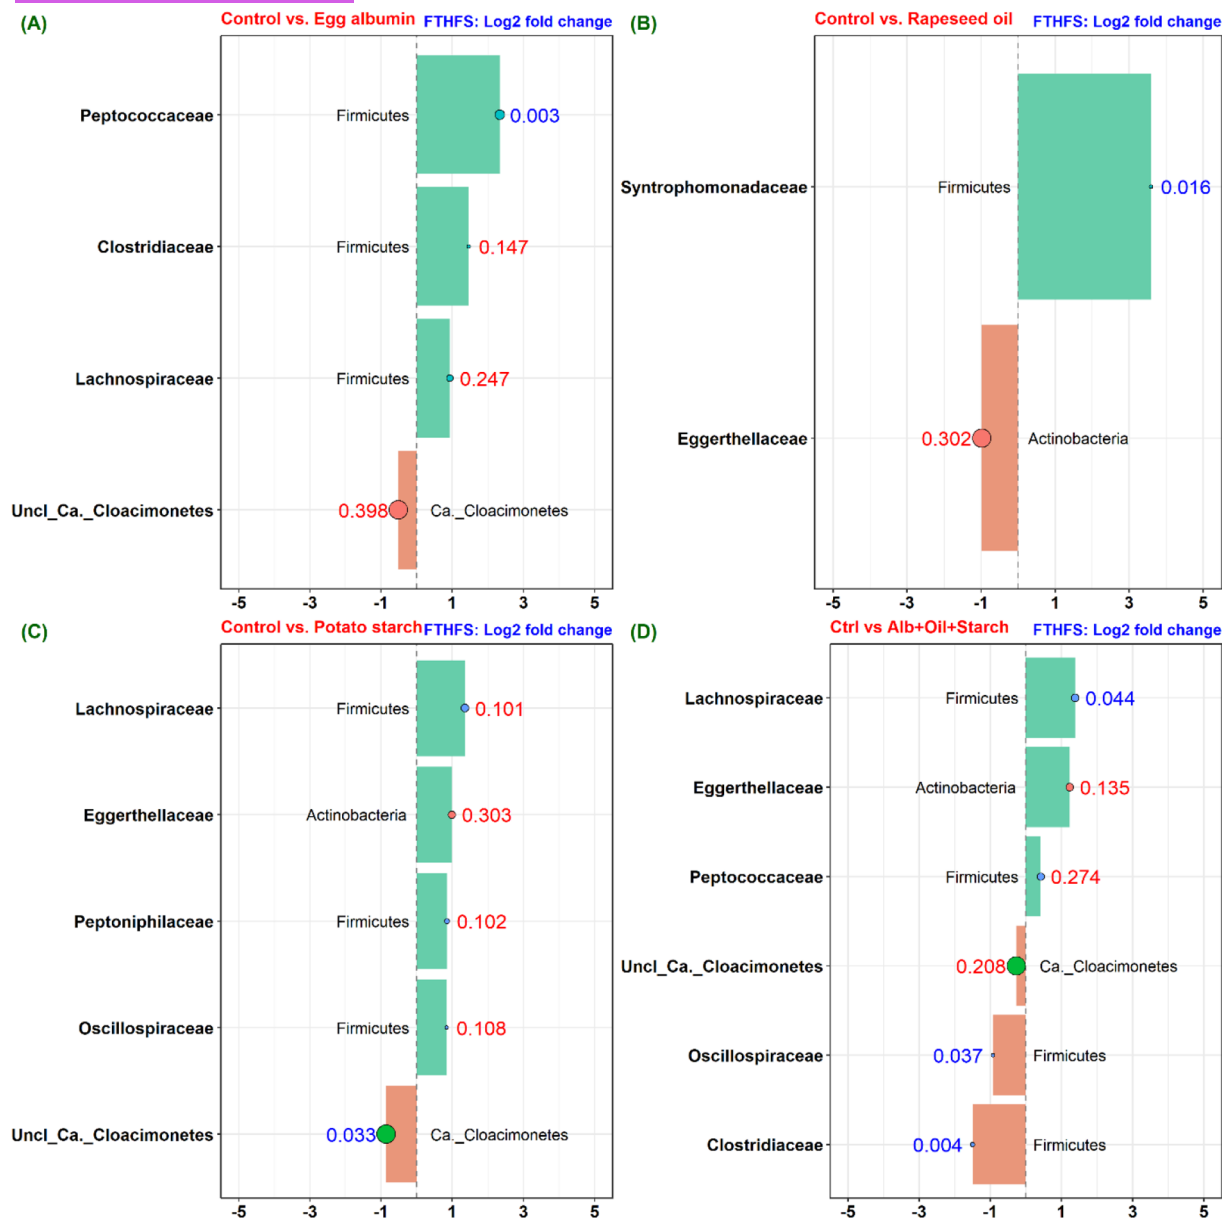 (A) Control vs. Egg albumin FTHFS: Log2 fold change
Peptococcaceae Firmicutes 0.003
Clostridiaceae Firmicutes 0.147
Lachnospiraceae Firmicutes 0.247
Uncl_Ca._Cloacimonetes 0.398 Ca._Cloacimonetes
-5 -3 -1 1 3 5
(B) Control vs. Rapeseed oil FTHFS: Log2 fold change
Syntrophomonadaceae Firmicutes 0.016
Eggerthellaceae 0.302 Actinobacteria
-5 -3 -1 1 3 5
(C) Control vs. Potato starch FTHFS: Log2 fold change
Lachnospiraceae Firmicutes 0.101
Eggerthellaceae Actinobacteria 0.303
Peptoniphilaceae Firmicutes 0.102
Oscillospiraceae Firmicutes 0.108
Uncl_Ca._Cloacimonetes 0.033 Ca._Cloacimonetes
-5 -3 -1 1 3 5
(D) Ctrl vs Alb+Oil+Starch FTHFS: Log2 fold change
Lachnospiraceae Firmicutes 0.044
Eggerthellaceae Actinobacteria 0.135
Peptococcaceae Firmicutes 0.274
Uncl_Ca._Cloacimonetes 0.208 Ca._Cloacimonetes
Oscillospiraceae 0.037 Firmicutes
Clostridiaceae 0.004 Firmicutes
-5 -3 -1 1 3 5